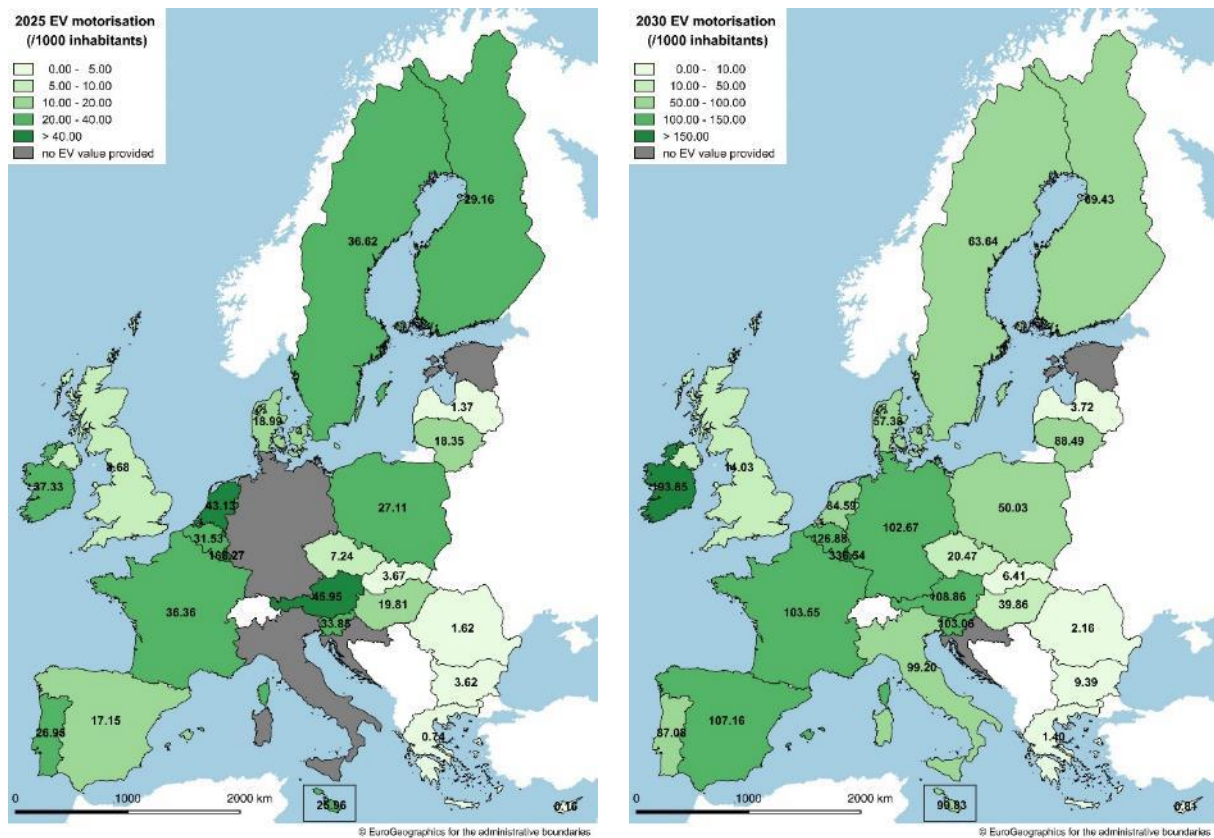 2025 EV motorisation
(/1000 inhabitants)
0.00 - 5.00
5.00 - 10.00
10.00 - 20.00
20.00 - 40.00
> 40.00
no EV value provided
29.16
36.62
1.37
18.99
18.35
8.68
37.33
43.13
27.11
31.53
7.24
3.67
36.36
19.81
33.88
1.62
3.62
17.15
26.98
0.74
0
1000
2000 km
0.16
© EuroGeographics for the administrative boundaries
2030 EV motorisation
(/1000 inhabitants)
0.00 - 10.00
10.00 - 50.00
50.00 - 100.00
100.00 - 150.00
> 150.00
no EV value provided
69.43
63.64
3.72
57.38
88.49
14.03
193.85
84.59
50.03
102.67
126.88
336.54
20.47
6.41
108.86
39.86
103.55
103.06
2.16
99.20
9.39
107.16
87.08
1.40
0
1000
2000 km
99.83
0.81
© EuroGeographics for the administrative boundaries